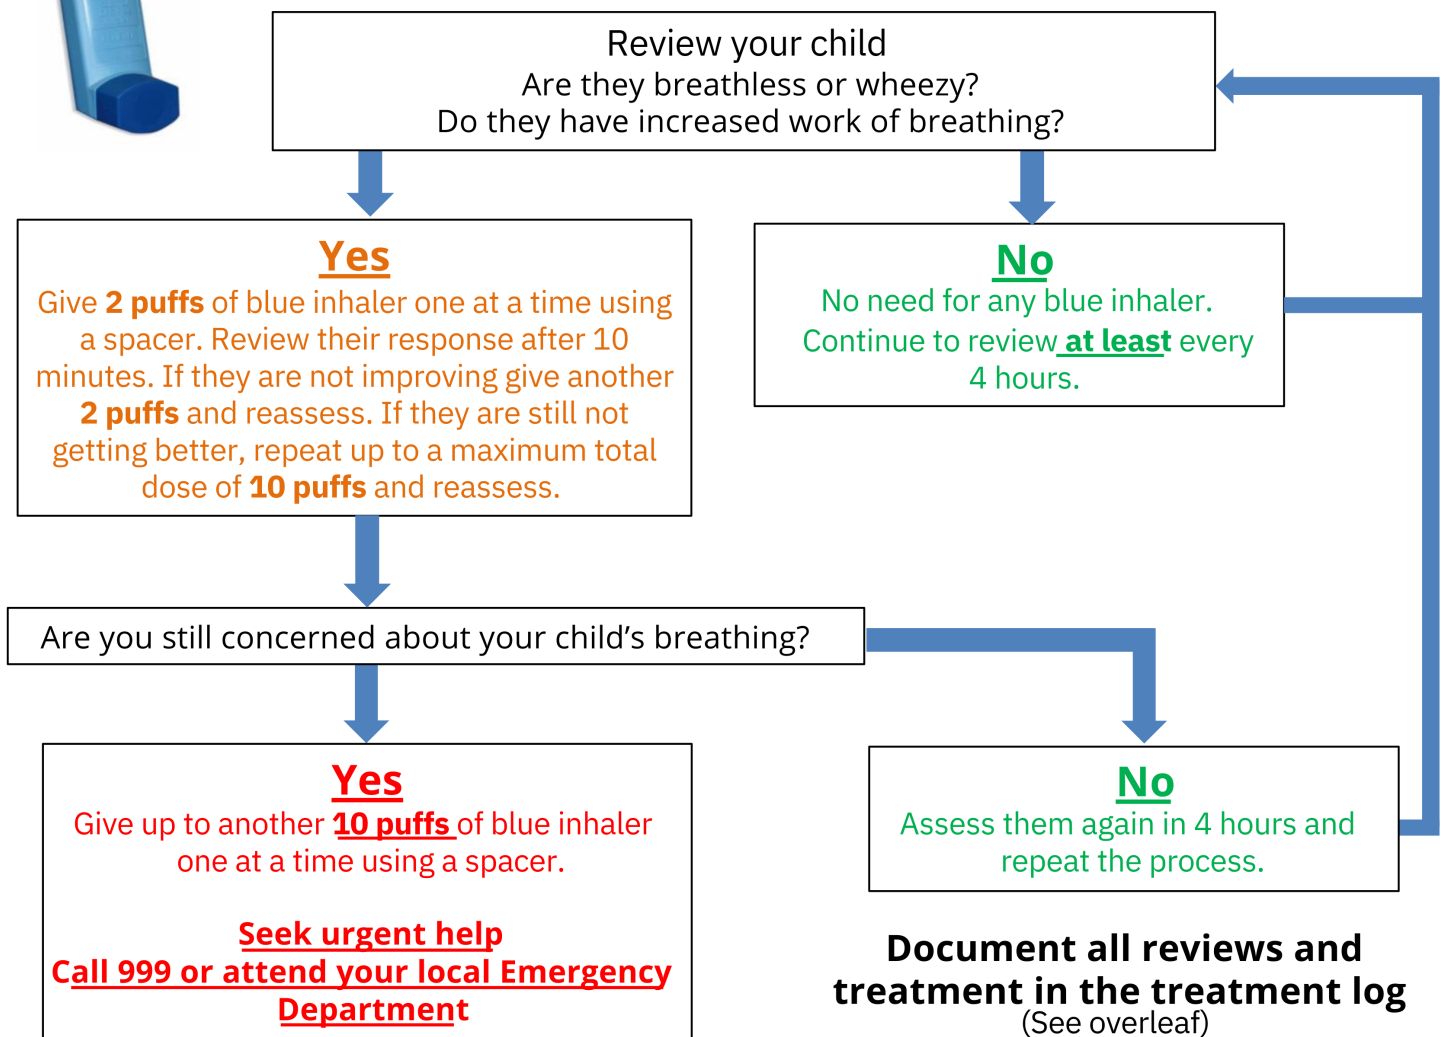 Review your child
Are they breathless or wheezy?
Do they have increased work of breathing?
Yes
Give 2 puffs of blue inhaler one at a time using
a spacer. Review their response after 10
minutes. If they are not improving give another
2 puffs and reassess. If they are still not
getting better, repeat up to a maximum total
dose of 10 puffs and reassess.
No
No need for any blue inhaler.
Continue to review at least every
4 hours.
Are you still concerned about your child’s breathing?
Yes
Give up to another 10 puffs of blue inhaler
one at a time using a spacer.
Seek urgent help
Call 999 or attend your local Emergency
Department
No
Assess them again in 4 hours and
repeat the process.
Document all reviews and
treatment in the treatment log
(See overleaf)